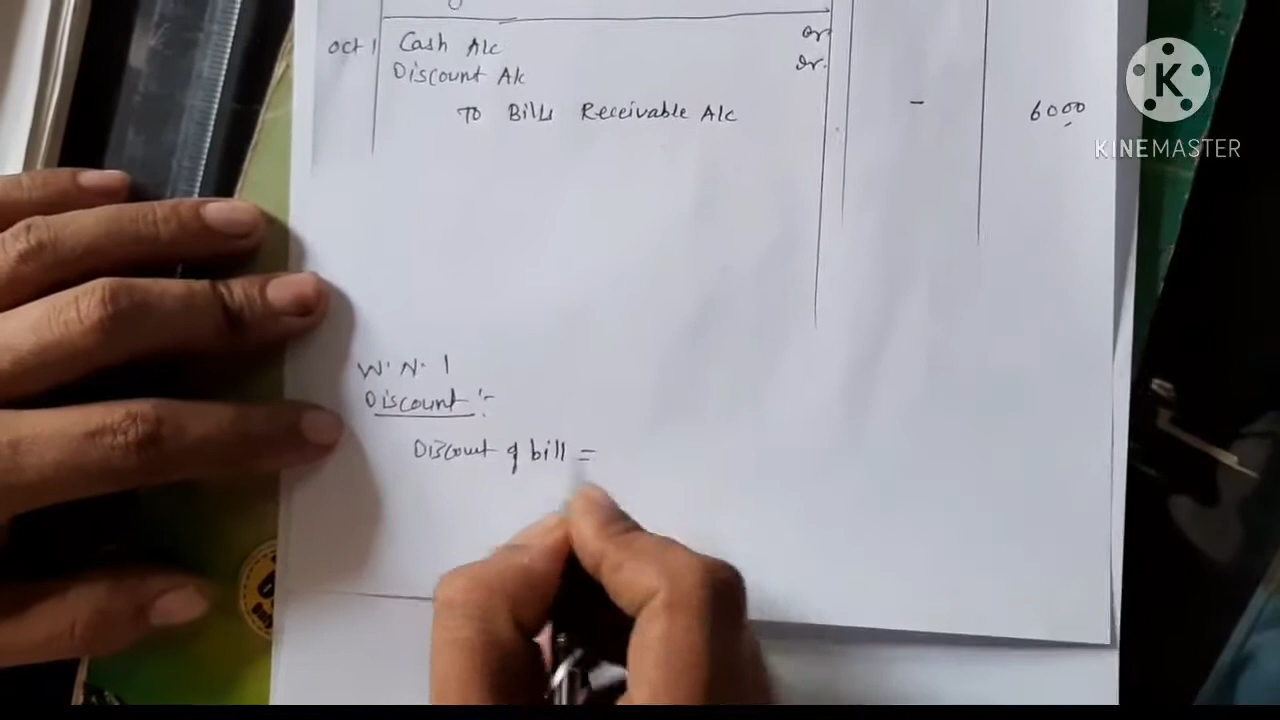 Oct 1 Cash A/c Dr
Discount A/c Dr.
To Bills Receivable A/c - 6000
W.N. 1
Discount :-
Discount of bill =
K
KINEMASTER